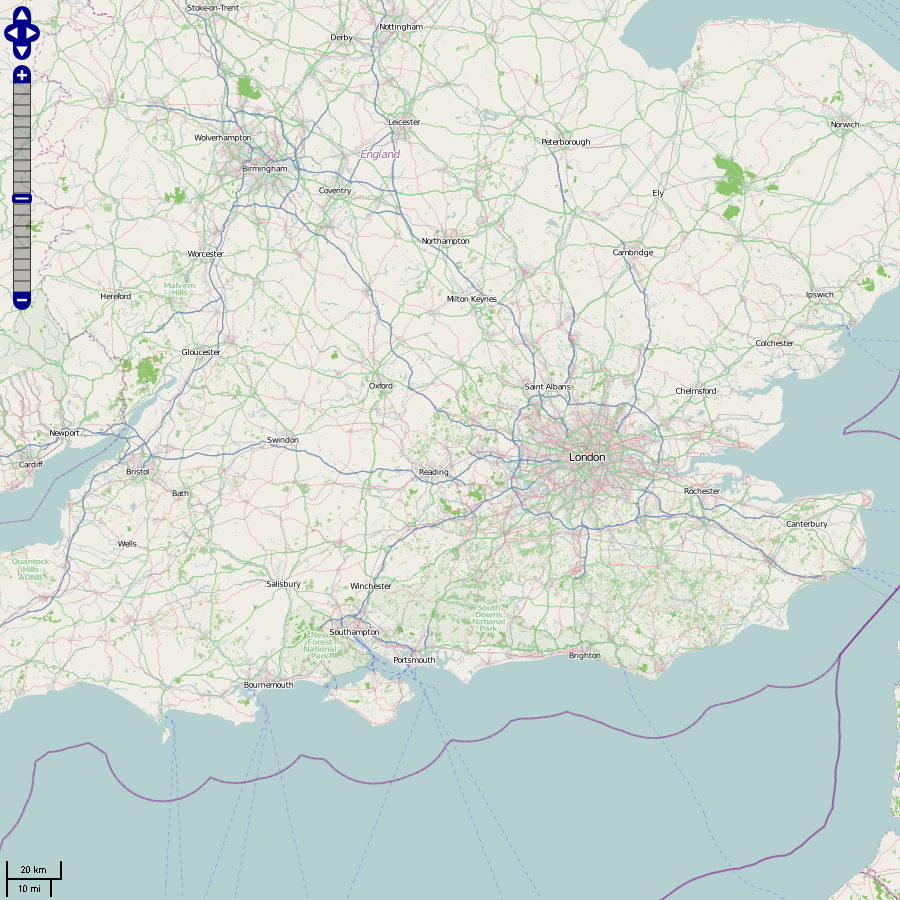 Stoke-on-Trent
Nottingham
Derby
Leicester
Norwich
Wolverhampton
Peterborough
England
Birmingham
Coventry
Ely
Northampton
Cambridge
Worcester
Malvern
Hills
Hereford
Milton Keynes
Ipswich
Colchester
Gloucester
Oxford
Saint Albans
Chelmsford
Newport
Swindon
London
Cardiff
Bristol
Reading
Bath
Rochester
Canterbury
Wells
Quantock
Hills
AONB
Salisbury
Winchester
South
Downs
National
Park
Southampton
New
Forest
National
Park
Portsmouth
Brighton
Bournemouth
20 km
10 mi